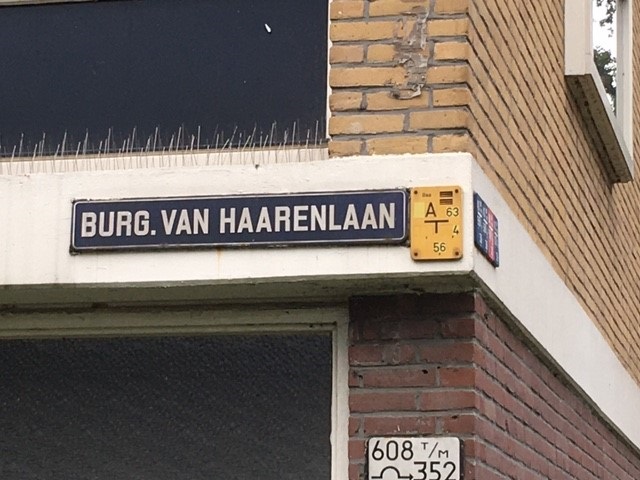 BURG. VAN HAARENLAAN
A 63
4
56
608 T/M
352